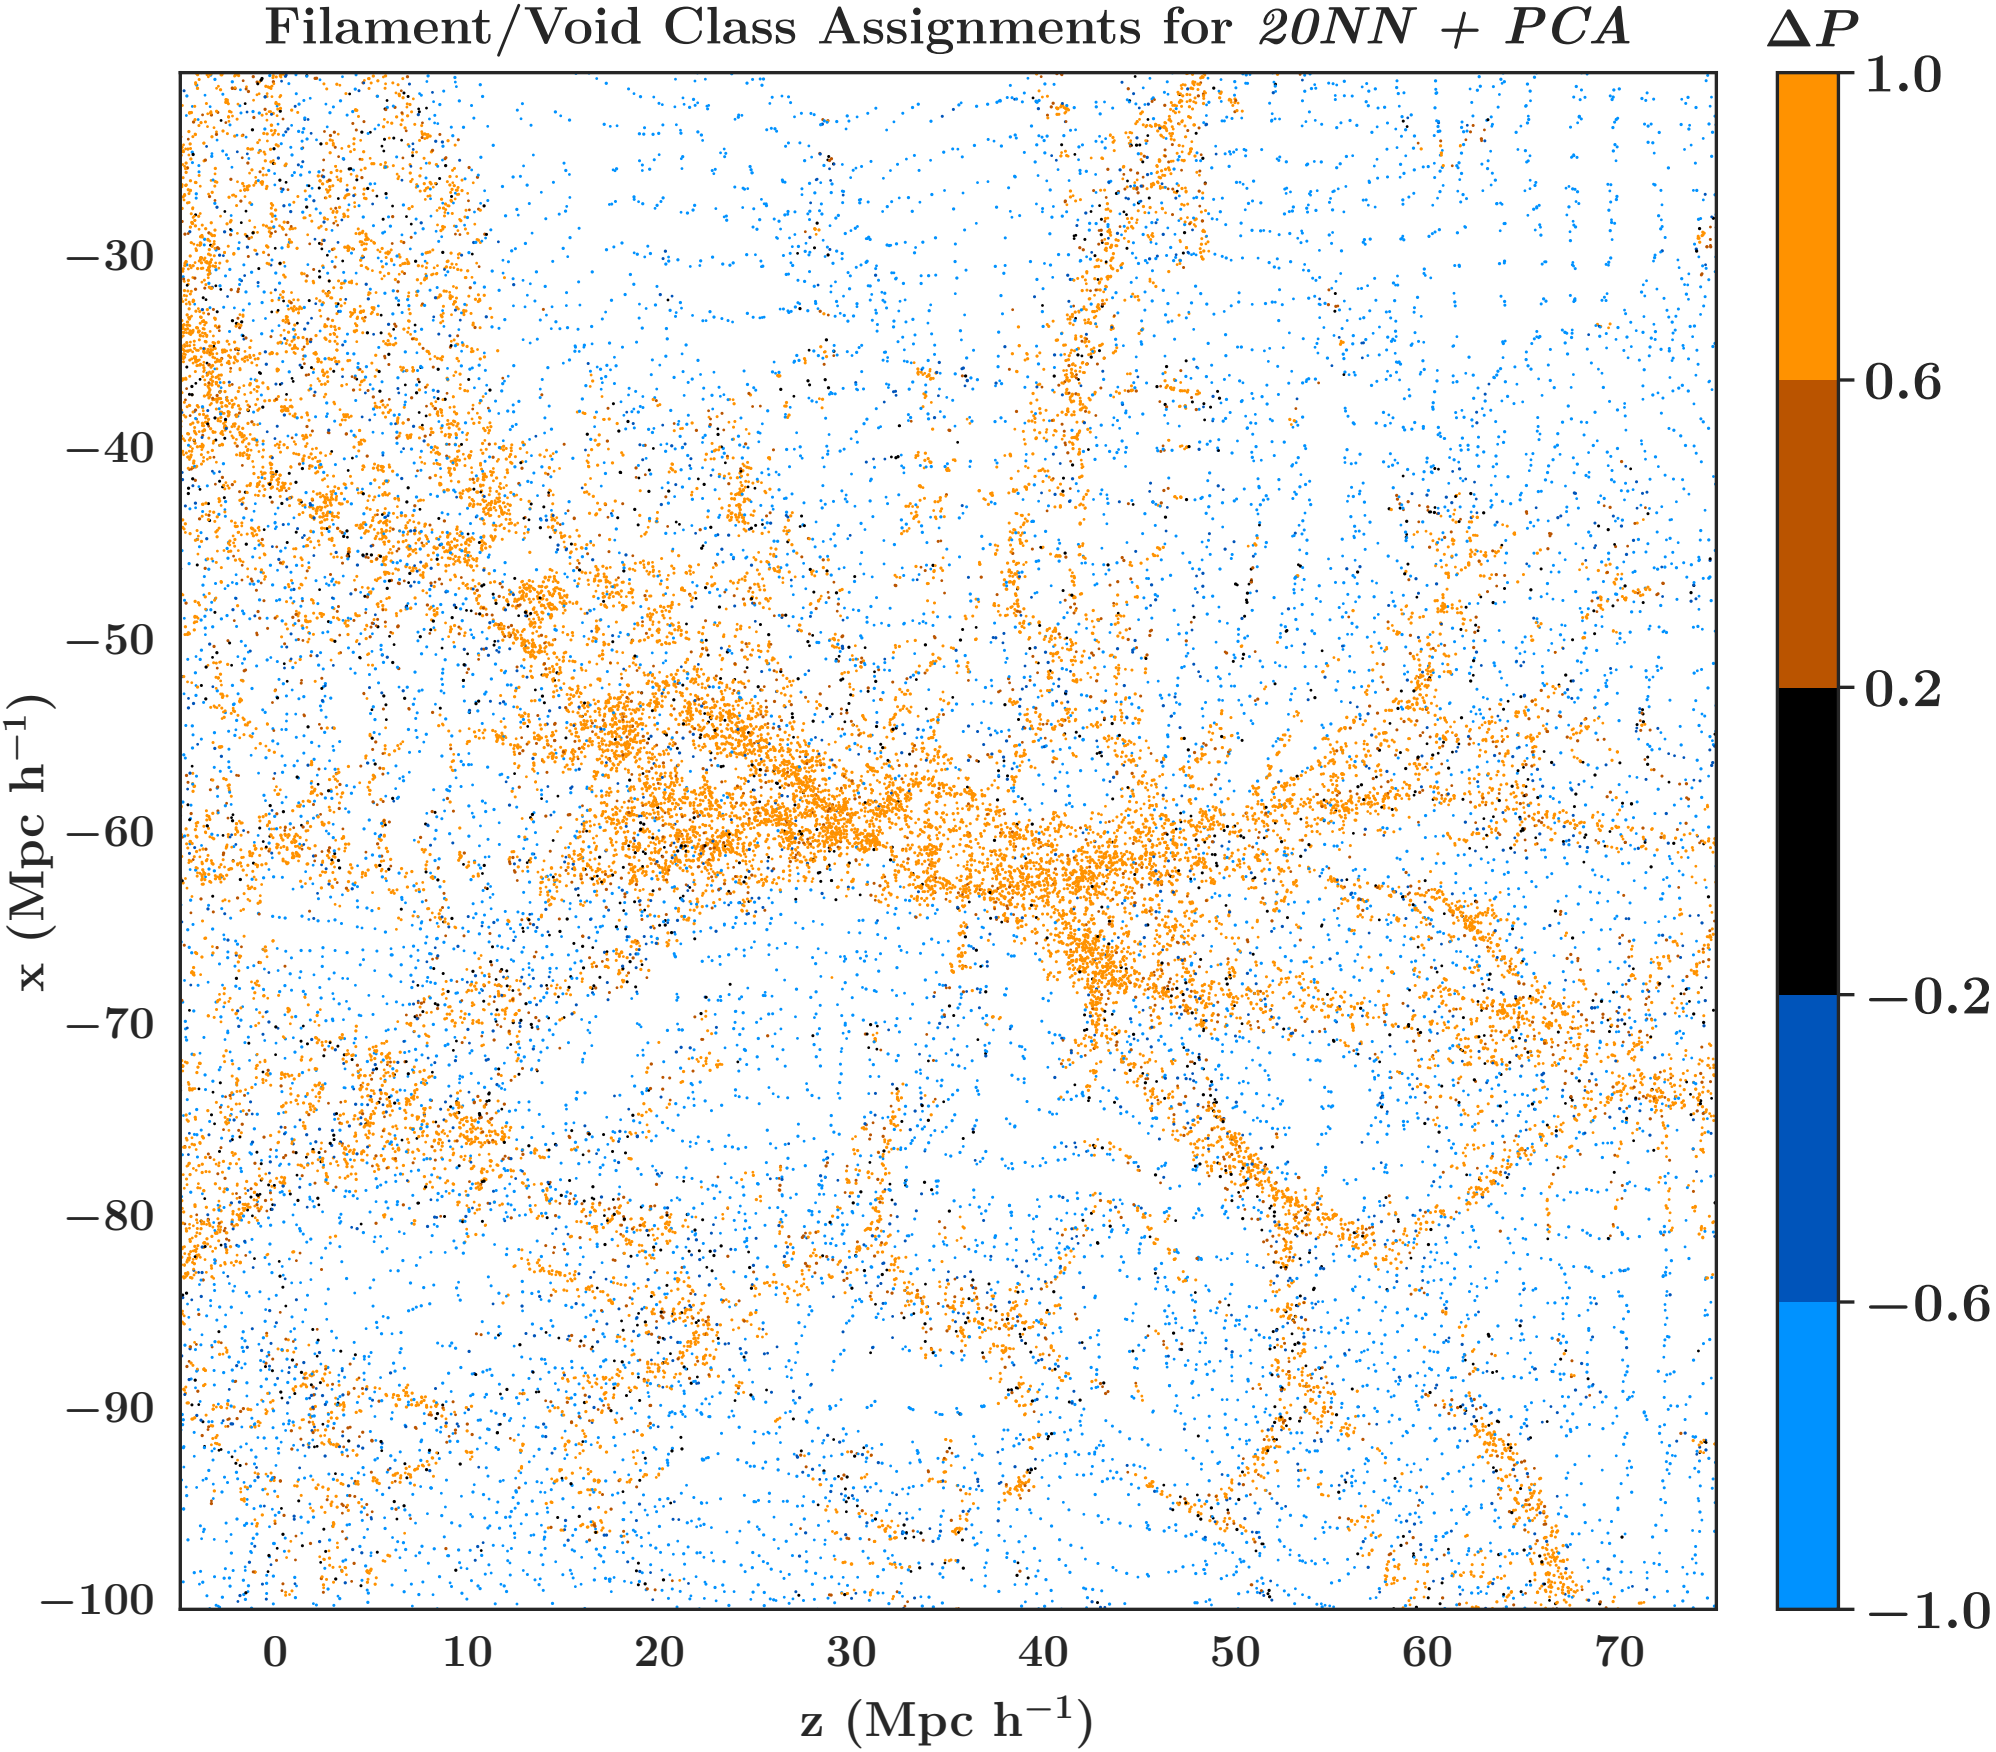 Filament/Void Class Assignments for 20NN + PCA
ΔP
1.0
0.6
0.2
−0.2
−0.6
−1.0
x (Mpc h⁻¹)
−30
−40
−50
−60
−70
−80
−90
−100
0 10 20 30 40 50 60 70
z (Mpc h⁻¹)